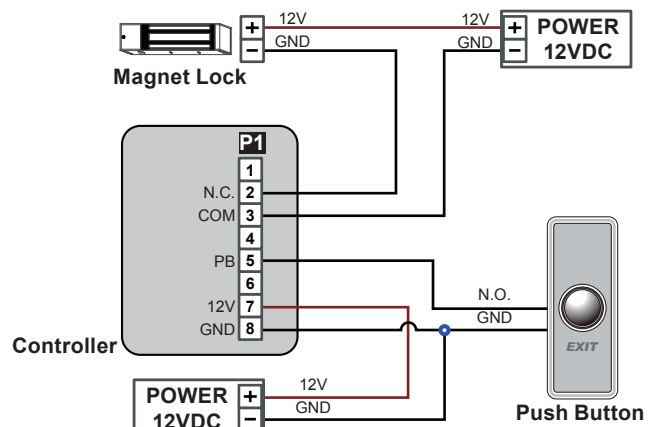 12V
12V
+
+
POWER
GND
GND
−
−
12VDC
Magnet Lock
P1
1
N.C.
2
COM
3
4
PB
5
6
N.O.
12V
7
GND
GND
8
EXIT
Controller
12V
POWER
+
GND
12VDC
−
Push Button